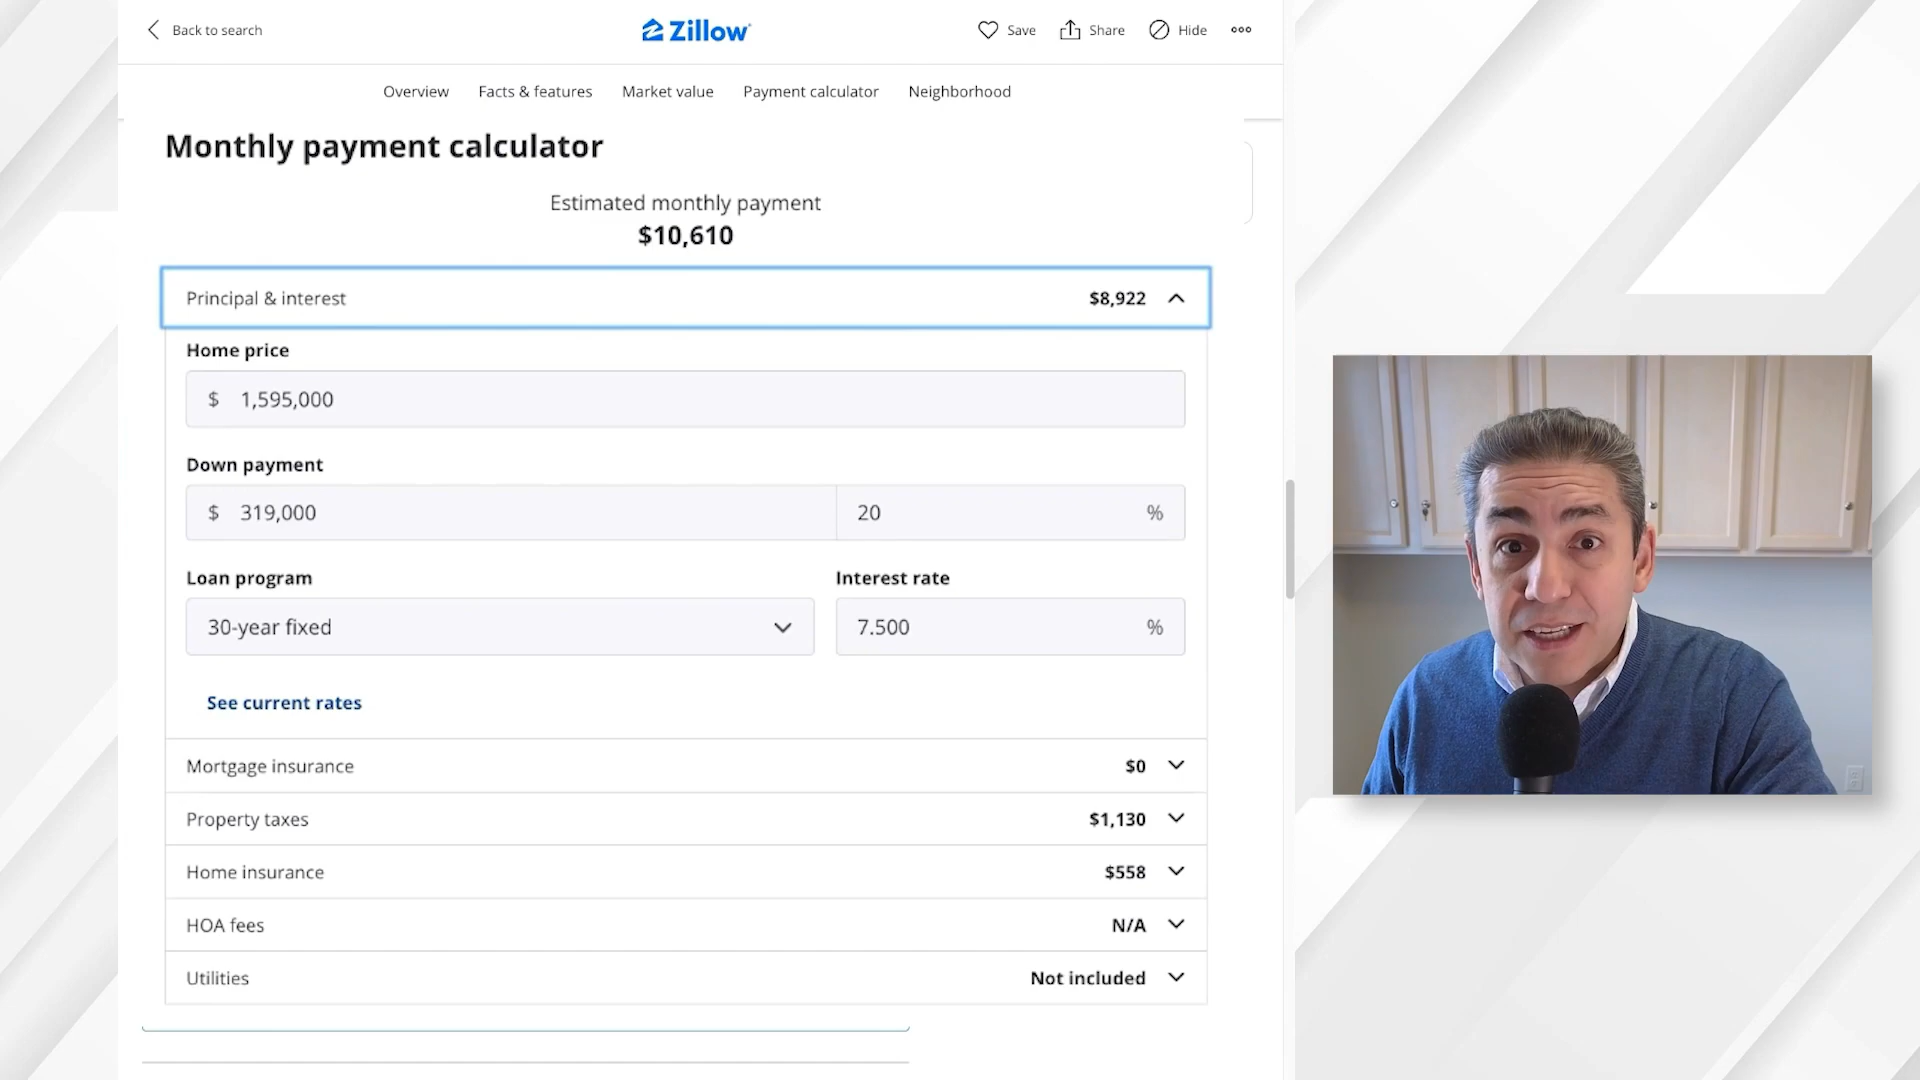 Back to search
Zillow
Save
Share
Hide
Overview
Facts & features
Market value
Payment calculator
Neighborhood
Monthly payment calculator
Estimated monthly payment
$10,610
Principal & interest $8,922
Home price
$ 1,595,000
Down payment
$ 319,000 20 %
Loan program Interest rate
30-year fixed 7.500 %
See current rates
Mortgage insurance $0
Property taxes $1,130
Home insurance $558
HOA fees N/A
Utilities Not included